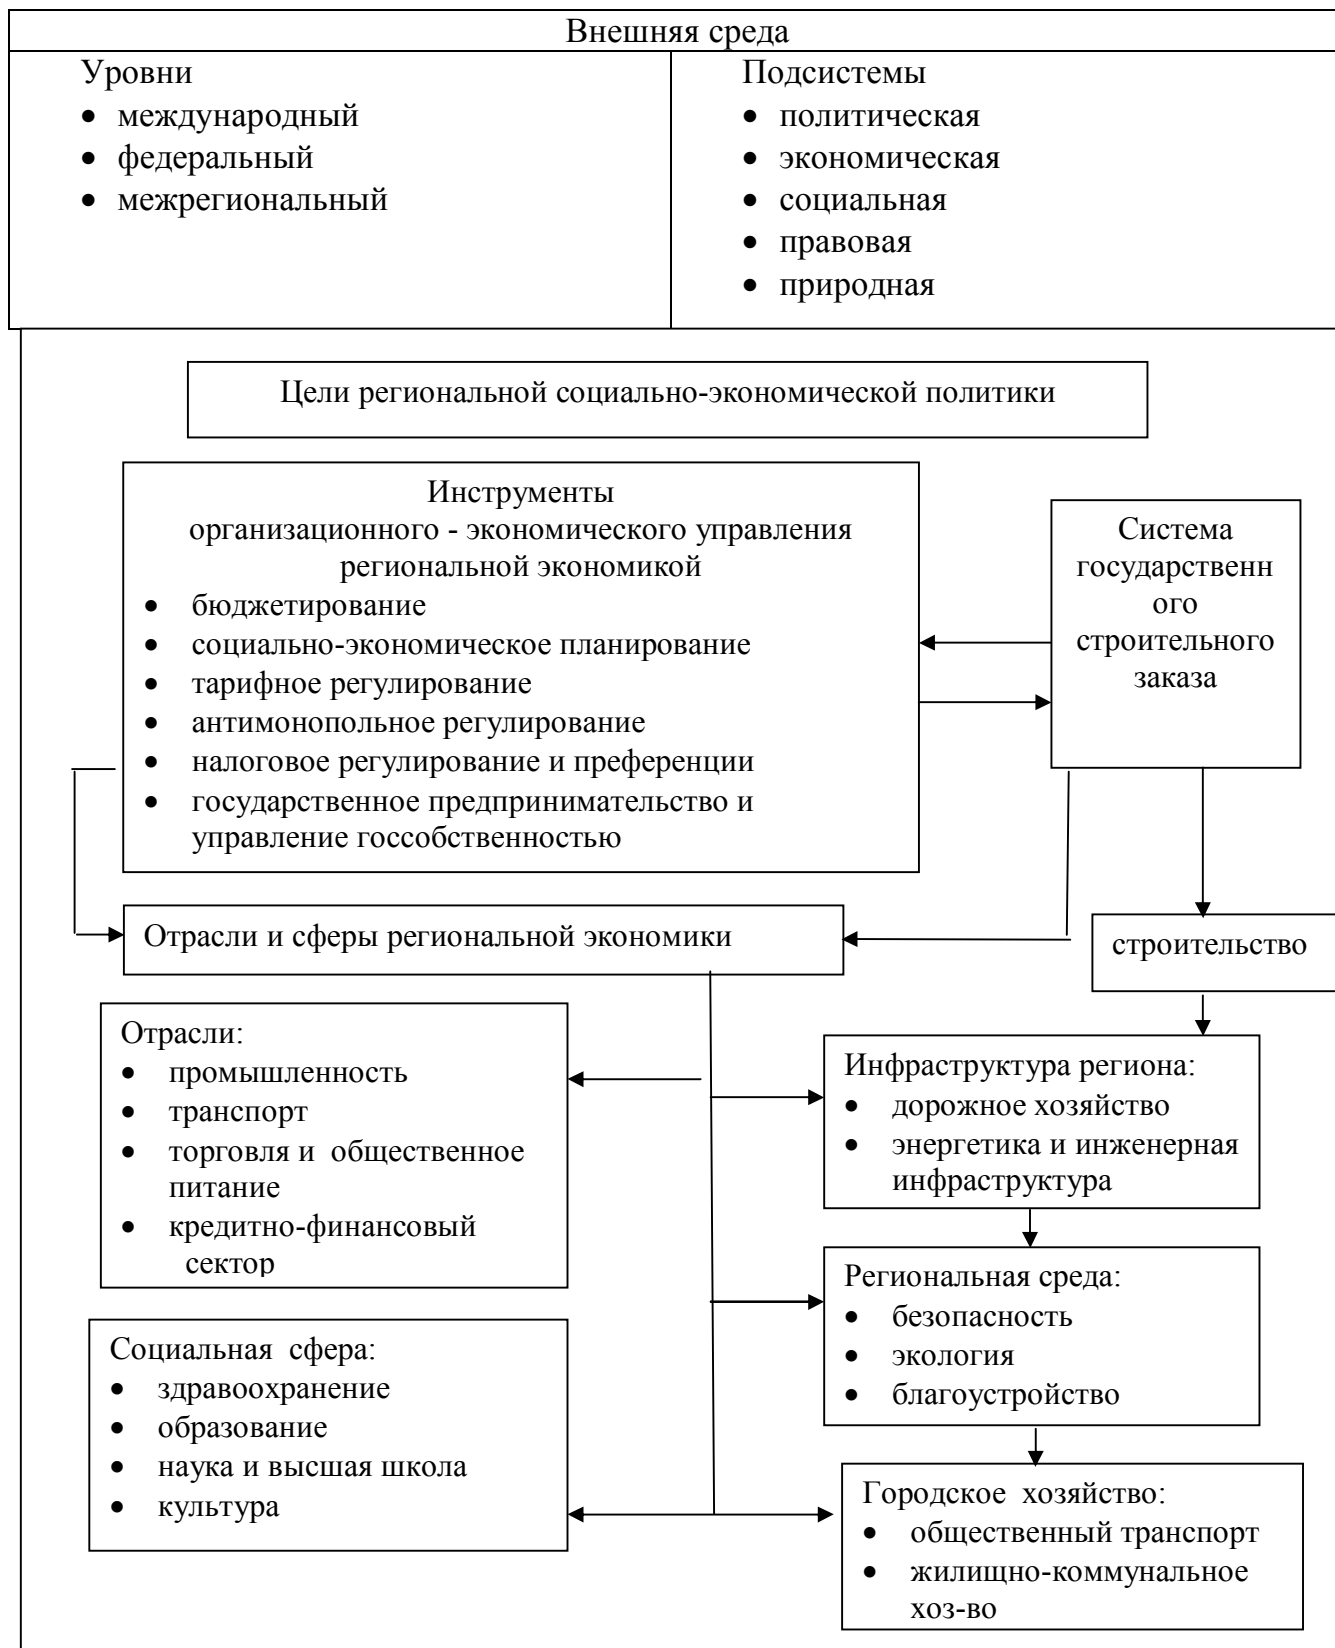 Внешняя среда
Уровни
• международный
• федеральный
• межрегиональный
Подсистемы
• политическая
• экономическая
• социальная
• правовая
• природная
Цели региональной социально-экономической политики
Инструменты
организационного - экономического управления
региональной экономикой
• бюджетирование
• социально-экономическое планирование
• тарифное регулирование
• антимонопольное регулирование
• налоговое регулирование и преференции
• государственное предпринимательство и
управление госсобственностью
Система
государственн
ого
строительного
заказа
Отрасли и сферы региональной экономики
строительство
Отрасли:
• промышленность
• транспорт
• торговля и общественное
питание
• кредитно-финансовый
сектор
Инфраструктура региона:
• дорожное хозяйство
• энергетика и инженерная
инфраструктура
Региональная среда:
• безопасность
• экология
• благоустройство
Социальная сфера:
• здравоохранение
• образование
• наука и высшая школа
• культура
Городское хозяйство:
• общественный транспорт
• жилищно-коммунальное
хоз-во